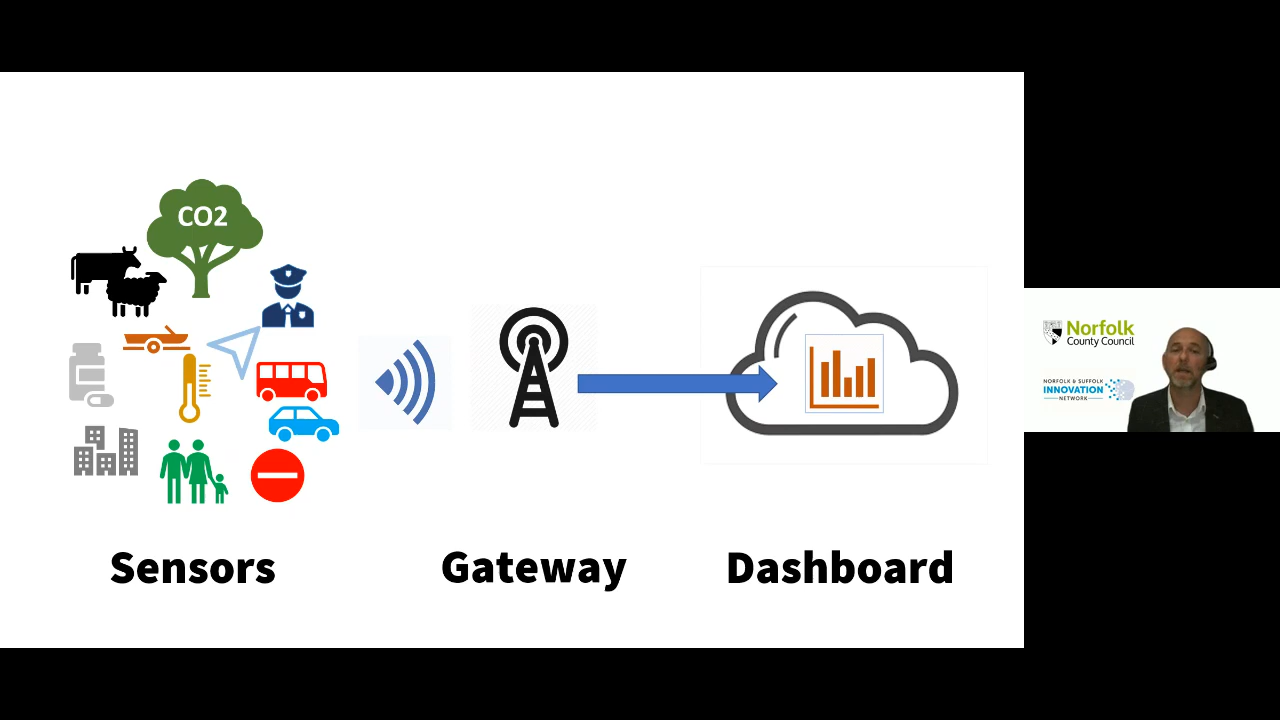 CO2
Sensors
Gateway
Dashboard
Norfolk
County Council
NORFOLK & SUFFOLK
INNOVATION
NETWORK